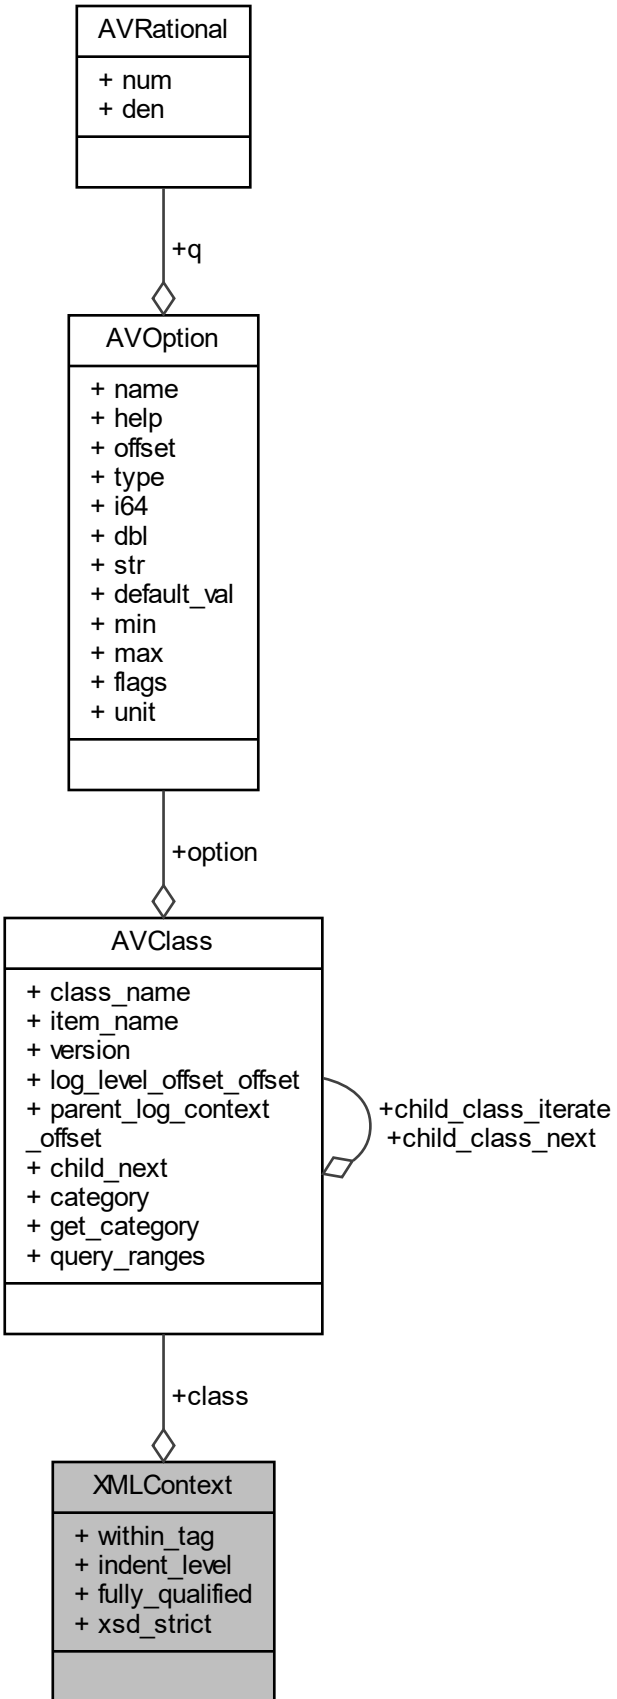 AVRational
+ num
+ den
+q
AVOption
+ name
+ help
+ offset
+ type
+ i64
+ dbl
+ str
+ default_val
+ min
+ max
+ flags
+ unit
+option
AVClass
+ class_name
+ item_name
+ version
+ log_level_offset_offset
+ parent_log_context
_offset
+ child_next
+ category
+ get_category
+ query_ranges
+child_class_iterate
+child_class_next
+class
XMLContext
+ within_tag
+ indent_level
+ fully_qualified
+ xsd_strict